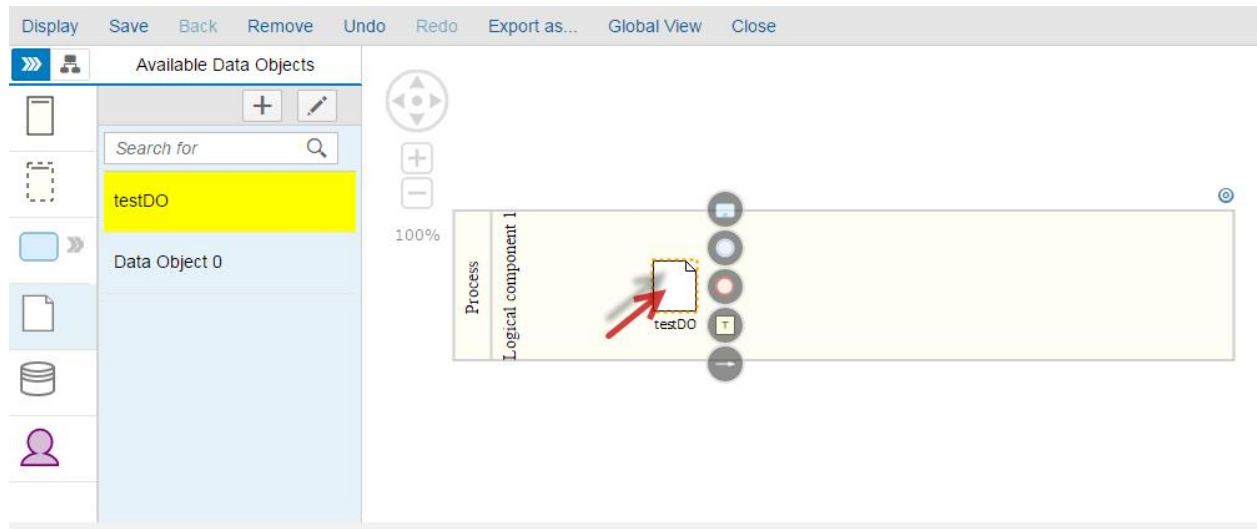 Display Save Back Remove Undo Redo Export as... Global View Close
Available Data Objects
Search for
testDO
Data Object 0
100%
Process
Logical component 1
testDO
T